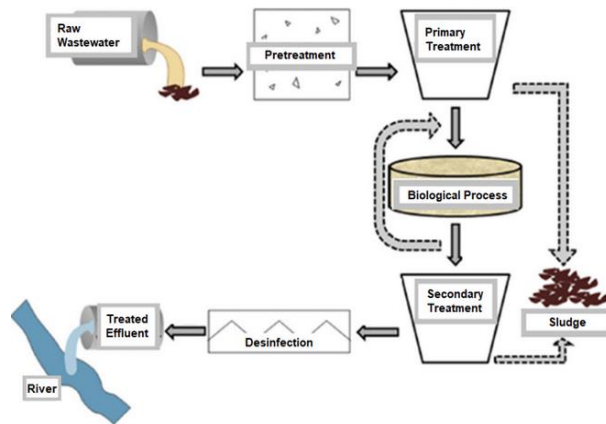 Raw
Wastewater
Pretreatment
Primary
Treatment
Biological Process
Secondary
Treatment
Sludge
Desinfection
Treated
Effluent
River